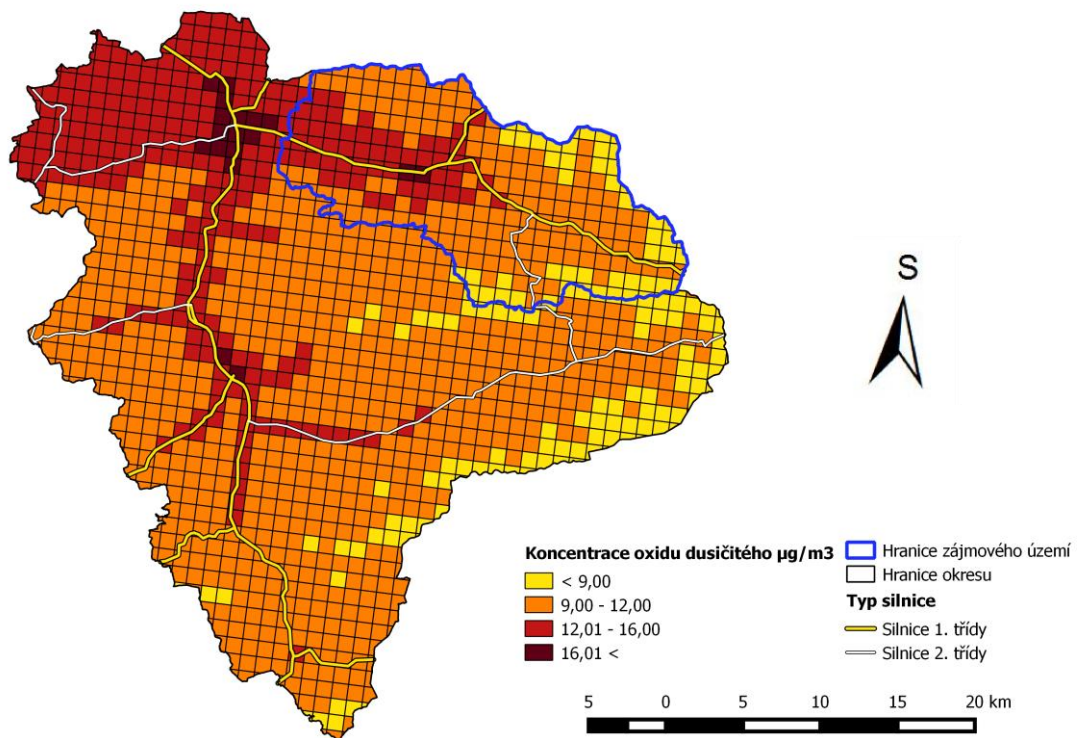 S
Koncentrace oxidu dusičitého µg/m3
< 9,00
9,00 - 12,00
12,01 - 16,00
16,01 <
Hranice zájmového území
Hranice okresu
Typ silnice
Silnice 1. třídy
Silnice 2. třídy
5 0 5 10 15 20 km